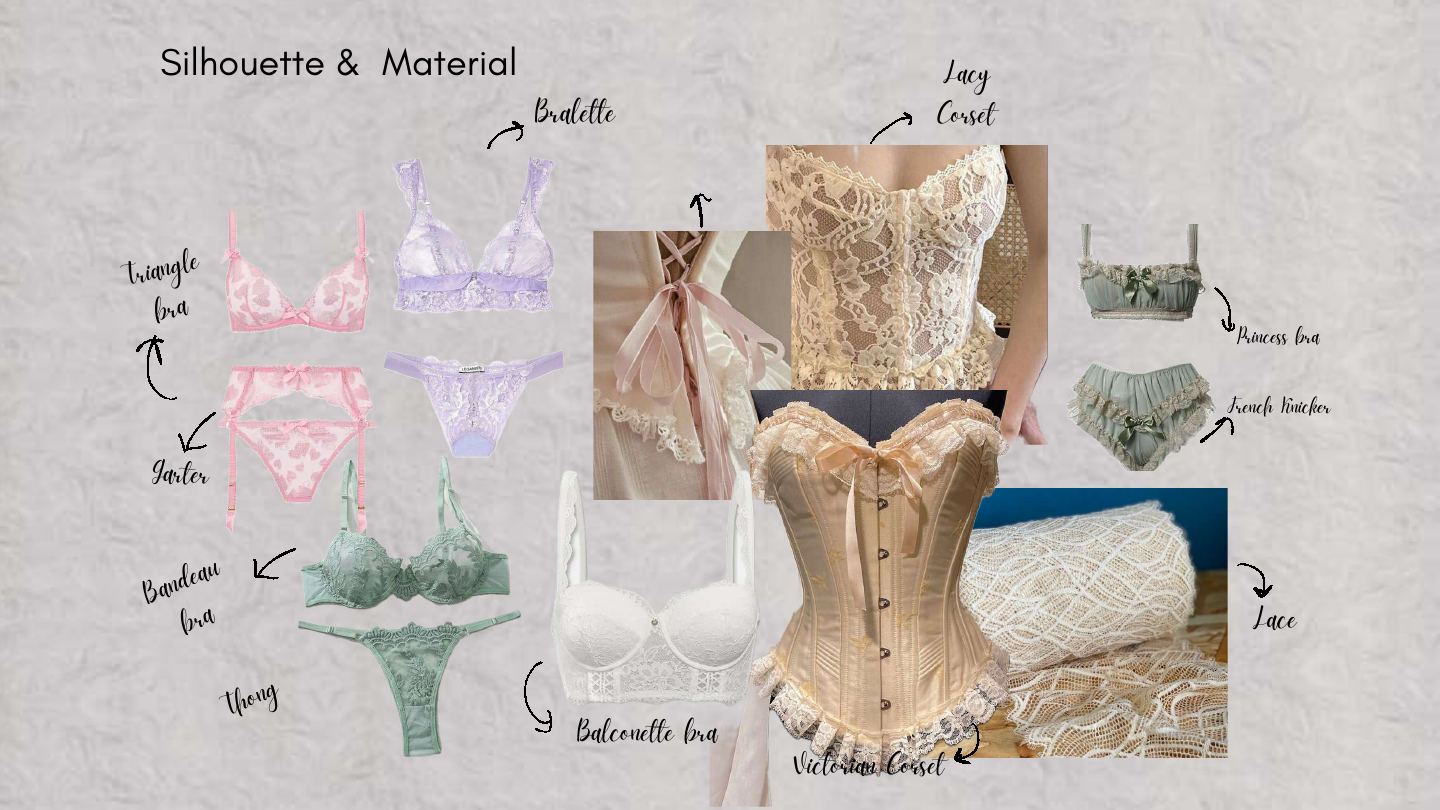 Silhouette & Material
Lacy
Corset
Bralette
Triangle
bra
Princess bra
French Knicker
Garter
Bandeau
bra
Lace
Thong
Balconette bra
Victorian Corset